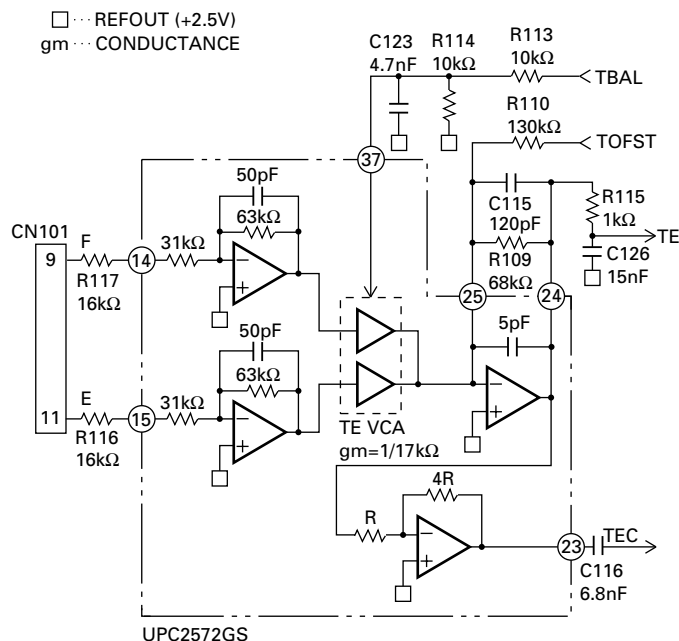 □ ··· REFOUT (+2.5V)
gm ··· CONDUCTANCE
C123
4.7nF
R114
10kΩ
R113
10kΩ
TBAL
R110
130kΩ
TOFST
37
50pF
63kΩ
C115
120pF
R109
68kΩ
R115
1kΩ
TE
C126
15nF
CN101
9
F
R117
16kΩ
14
31kΩ
−
+
25
24
50pF
63kΩ
5pF
11
E
R116
16kΩ
15
31kΩ
−
+
TE VCA
gm=1/17kΩ
−
+
4R
R
−
+
23
TEC
C116
6.8nF
UPC2572GS